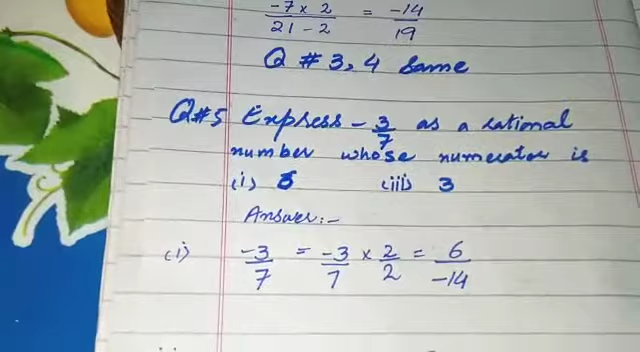 -7 × 2 / 21 - 2 = -14 / 19
Q # 3, 4 Same
Q#5 Express - 3/7 as a rational
number whose numerator is
(i) 6 (iii) 3
Answer:-
(i) -3/7 = -3/7 × 2/2 = 6/-14